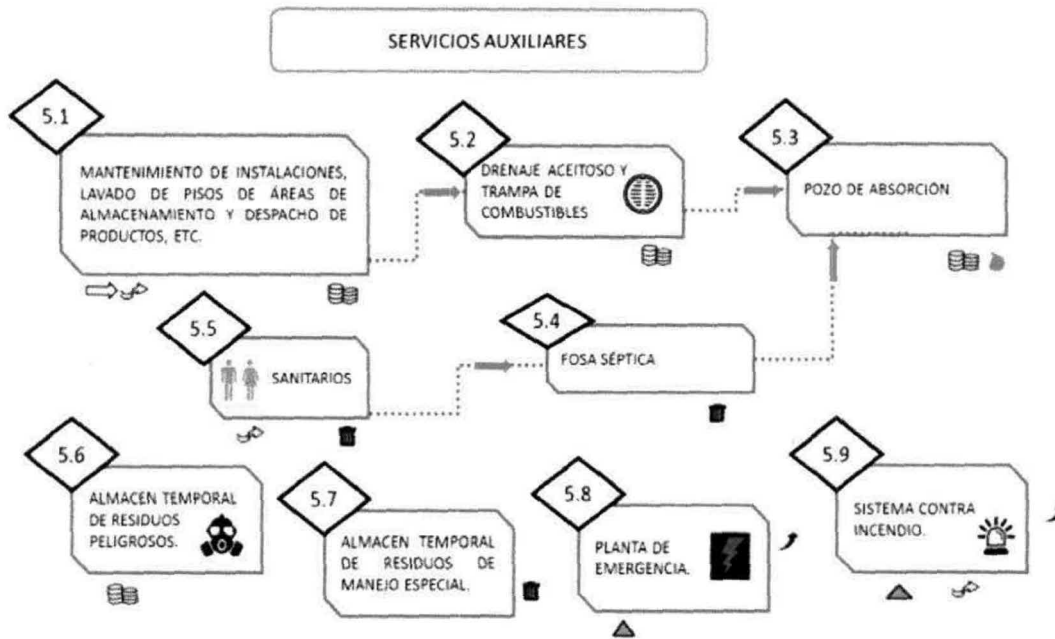 SERVICIOS AUXILIARES
5.1
MANTENIMIENTO DE INSTALACIONES,
LAVADO DE PISOS DE ÁREAS DE
ALMACENAMIENTO Y DESPACHO DE
PRODUCTOS, ETC.
5.2
DRENAJE ACEITOSO Y
TRAMPA DE
COMBUSTIBLES
5.3
POZO DE ABSORCIÓN
5.5
SANITARIOS
5.4
FOSA SÉPTICA
5.6
ALMACEN TEMPORAL
DE RESIDUOS
PELIGROSOS.
5.7
ALMACEN TEMPORAL
DE RESIDUOS DE
MANEJO ESPECIAL.
5.8
PLANTA DE
EMERGENCIA.
5.9
SISTEMA CONTRA
INCENDIO.